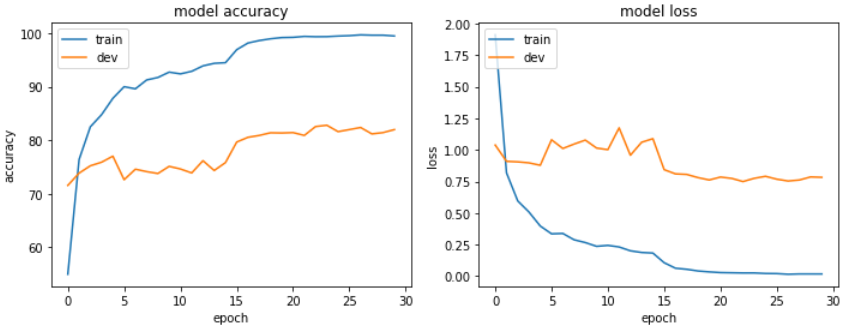 model accuracy
train
dev
accuracy
100
90
80
70
60
0 5 10 15 20 25 30
epoch
model loss
train
dev
loss
2.00
1.75
1.50
1.25
1.00
0.75
0.50
0.25
0.00
0 5 10 15 20 25 30
epoch